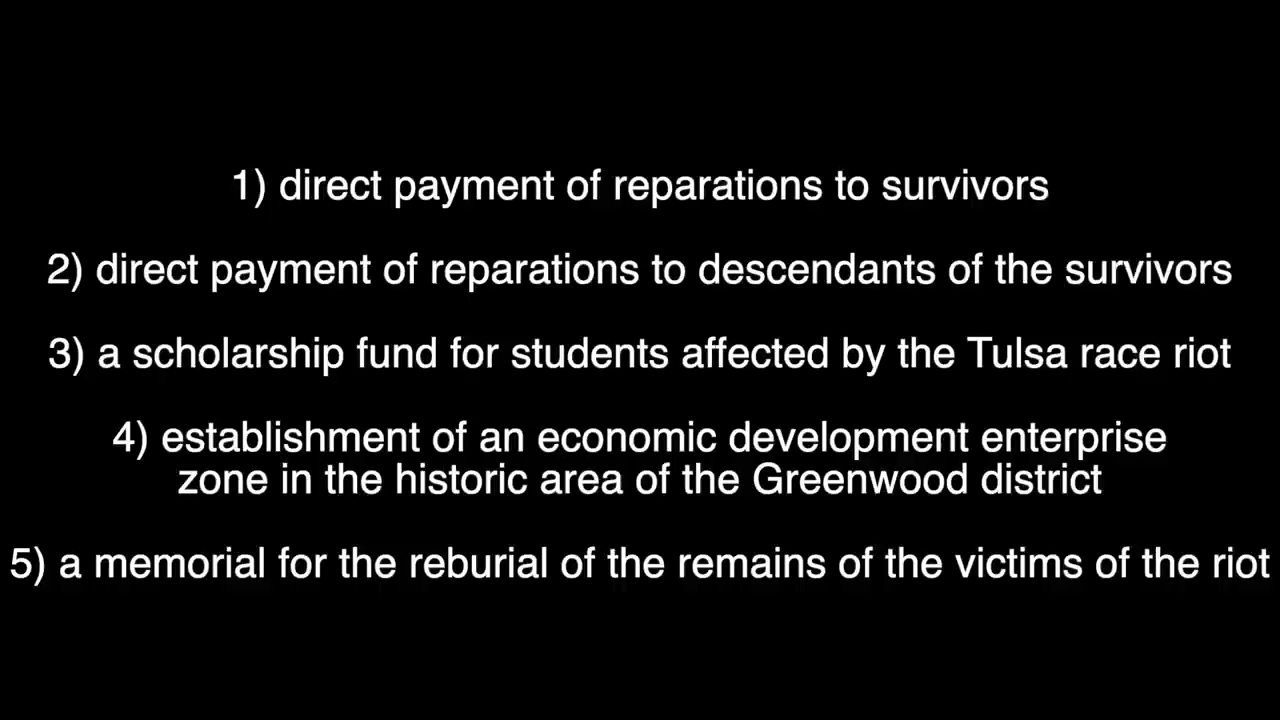 1) direct payment of reparations to survivors
2) direct payment of reparations to descendants of the survivors
3) a scholarship fund for students affected by the Tulsa race riot
4) establishment of an economic development enterprise
zone in the historic area of the Greenwood district
5) a memorial for the reburial of the remains of the victims of the riot